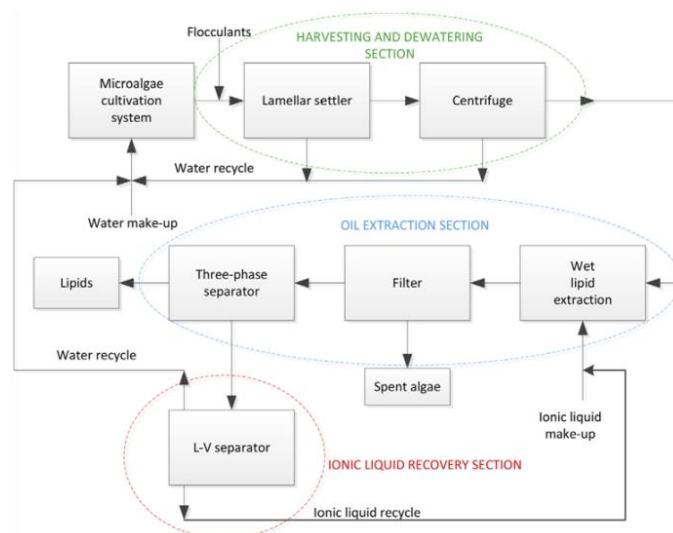 Flocculants
HARVESTING AND DEWATERING
SECTION
Microalgae
cultivation
system
Lamellar settler
Centrifuge
Water recycle
Water make-up
OIL EXTRACTION SECTION
Lipids
Three-phase
separator
Filter
Wet
lipid
extraction
Water recycle
Spent algae
Ionic liquid
make-up
L-V separator
IONIC LIQUID RECOVERY SECTION
Ionic liquid recycle